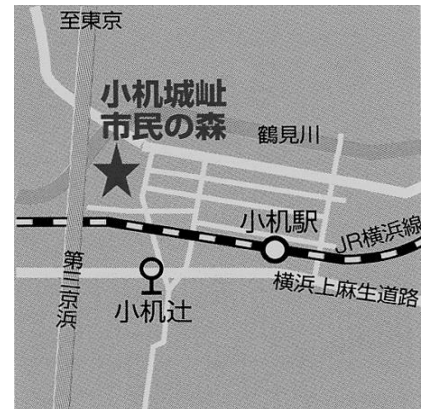 至東京
小机城祉
市民の森
鶴見川
小机駅
JR横浜線
第三京浜
横浜上麻生道路
小机辻